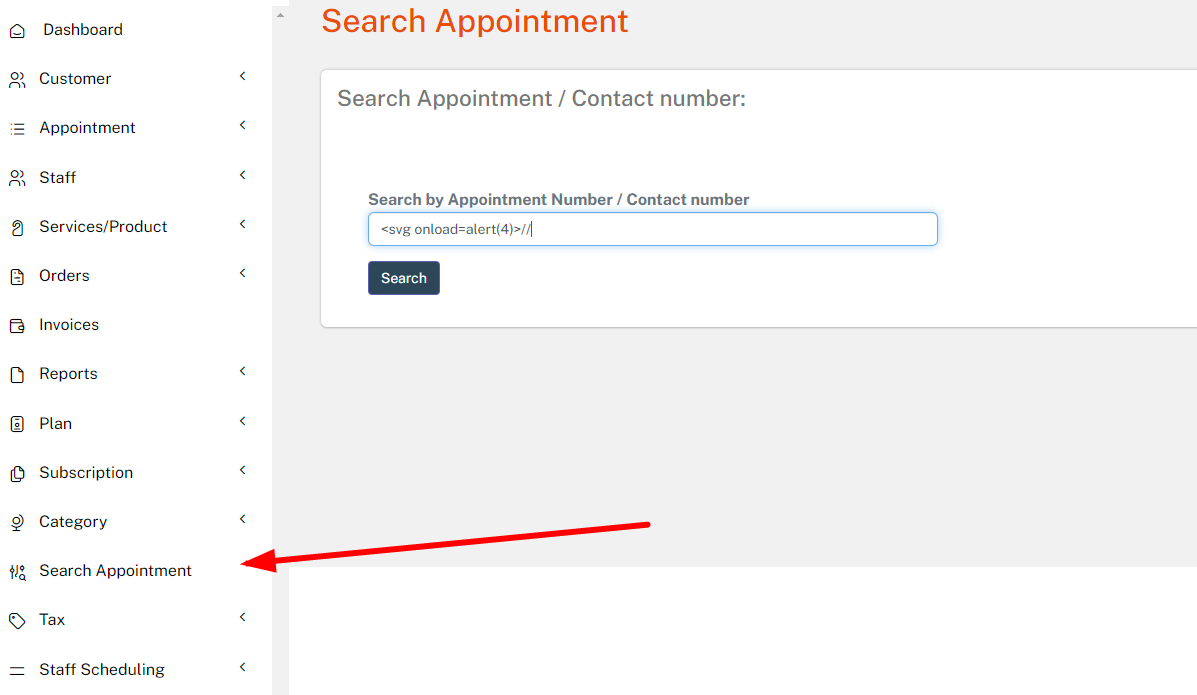 Dashboard
Customer
Appointment
Staff
Services/Product
Orders
Invoices
Reports
Plan
Subscription
Category
Search Appointment
Tax
Staff Scheduling
Search Appointment
Search Appointment / Contact number:
Search by Appointment Number / Contact number
<svg onload=alert(4)>//
Search